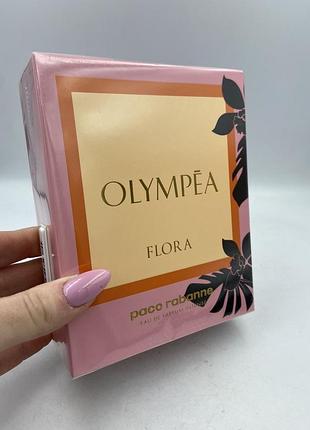 OLYMPĒA
FLORA
paco rabanne
EAU DE PARFUM